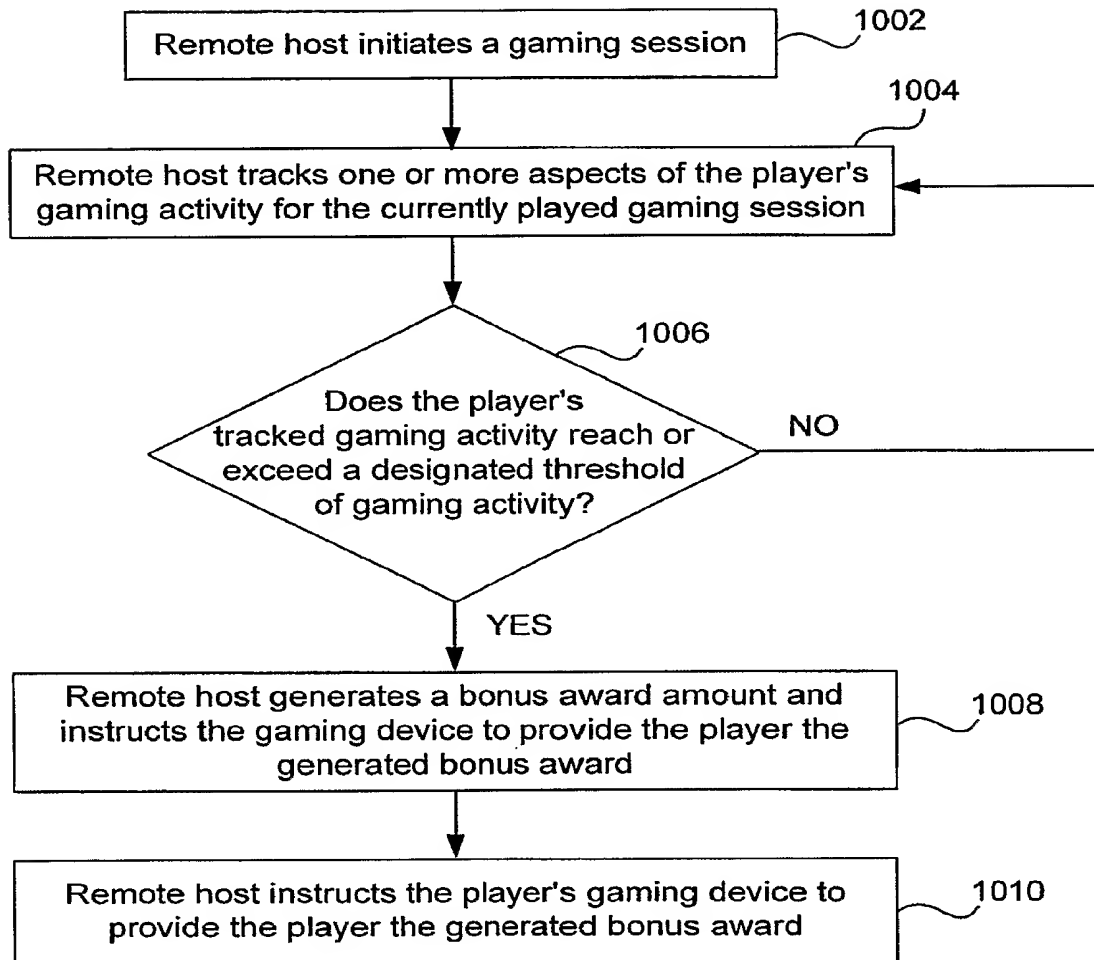 Remote host initiates a gaming session
1002
1004
Remote host tracks one or more aspects of the player's
gaming activity for the currently played gaming session
1006
Does the player's
tracked gaming activity reach or
exceed a designated threshold
of gaming activity?
NO
YES
Remote host generates a bonus award amount and
instructs the gaming device to provide the player the
generated bonus award
1008
Remote host instructs the player's gaming device to
provide the player the generated bonus award
1010